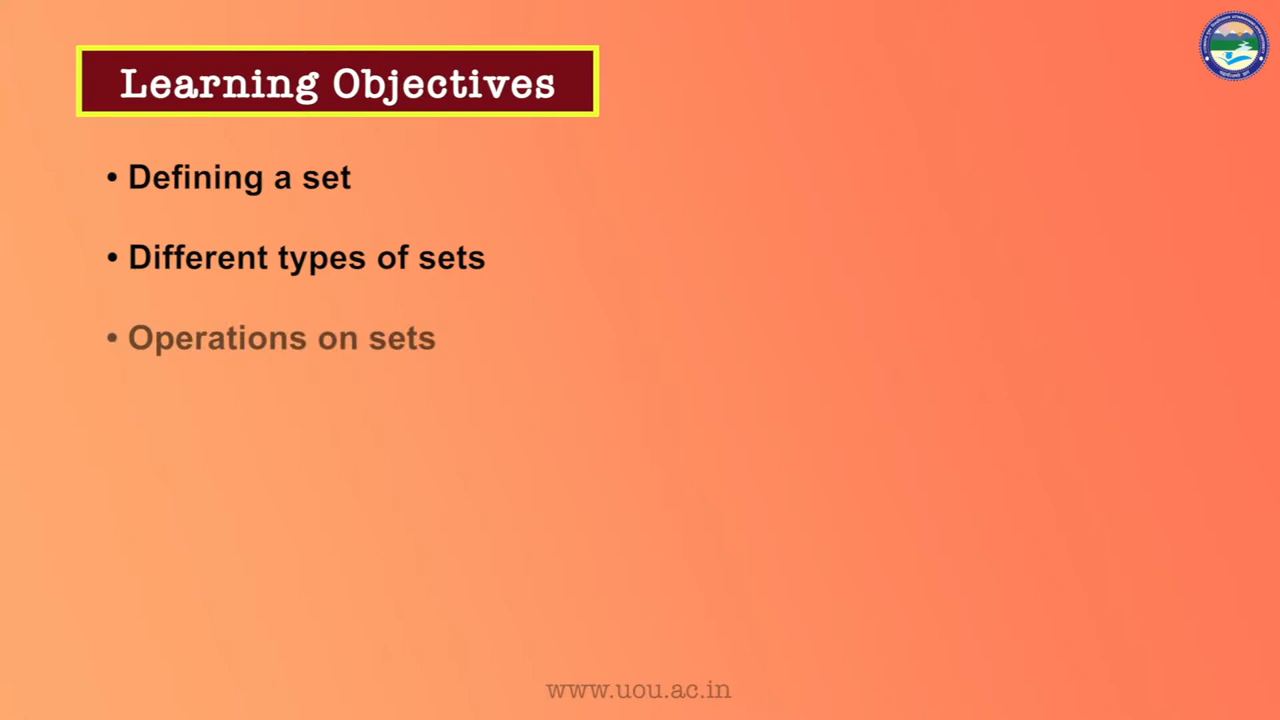 Learning Objectives
• Defining a set
• Different types of sets
• Operations on sets
www.uou.ac.in